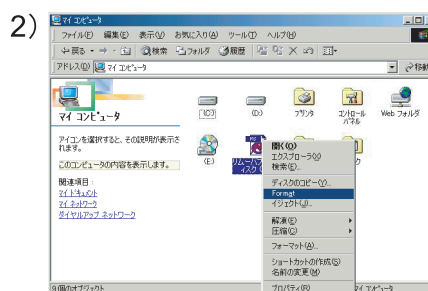 2)
マイ コンピュータ
ファイル(F) 編集(E) 表示(V) お気に入り(A) ツール(T) ヘルプ(H)
戻る 検索 フォルダ 履歴
アドレス(D) マイ コンピュータ 移動
マイ コンピュータ
アイコンを選択すると、その説明が表示さ
れます。
このコンピュータの内容を表示します。
関連項目:
マイ ドキュメント
マイ ネットワーク
ダイヤルアップ ネットワーク
(C:) (D:) プリンタ コントロール
パネル Web フォルダ
(E:) リムーバブ
ィスク
開く(O)
エクスプローラ(X)
検索(E)...
ディスクのコピー(Y)...
Format
イジェクト(J)...
解凍(E)
圧縮(C)
フォーマット(A)...
ショートカットの作成(S)
名前の変更(M)
プロパティ(R)
9 個のオブジェクト マイ コンピュータ